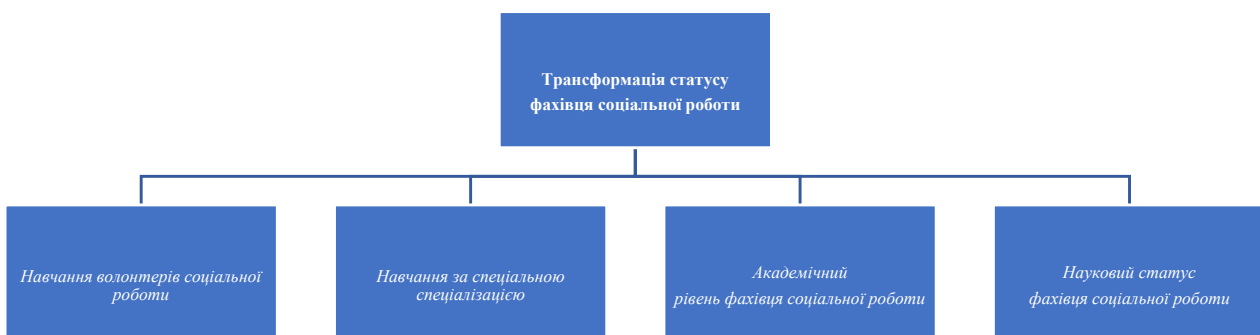 Трансформація статусу
фахівця соціальної роботи
Навчання волонтерів соціальної
роботи
Навчання за спеціальною
спеціалізацією
Академічний
рівень фахівця соціальної роботи
Науковий статус
фахівця соціальної роботи